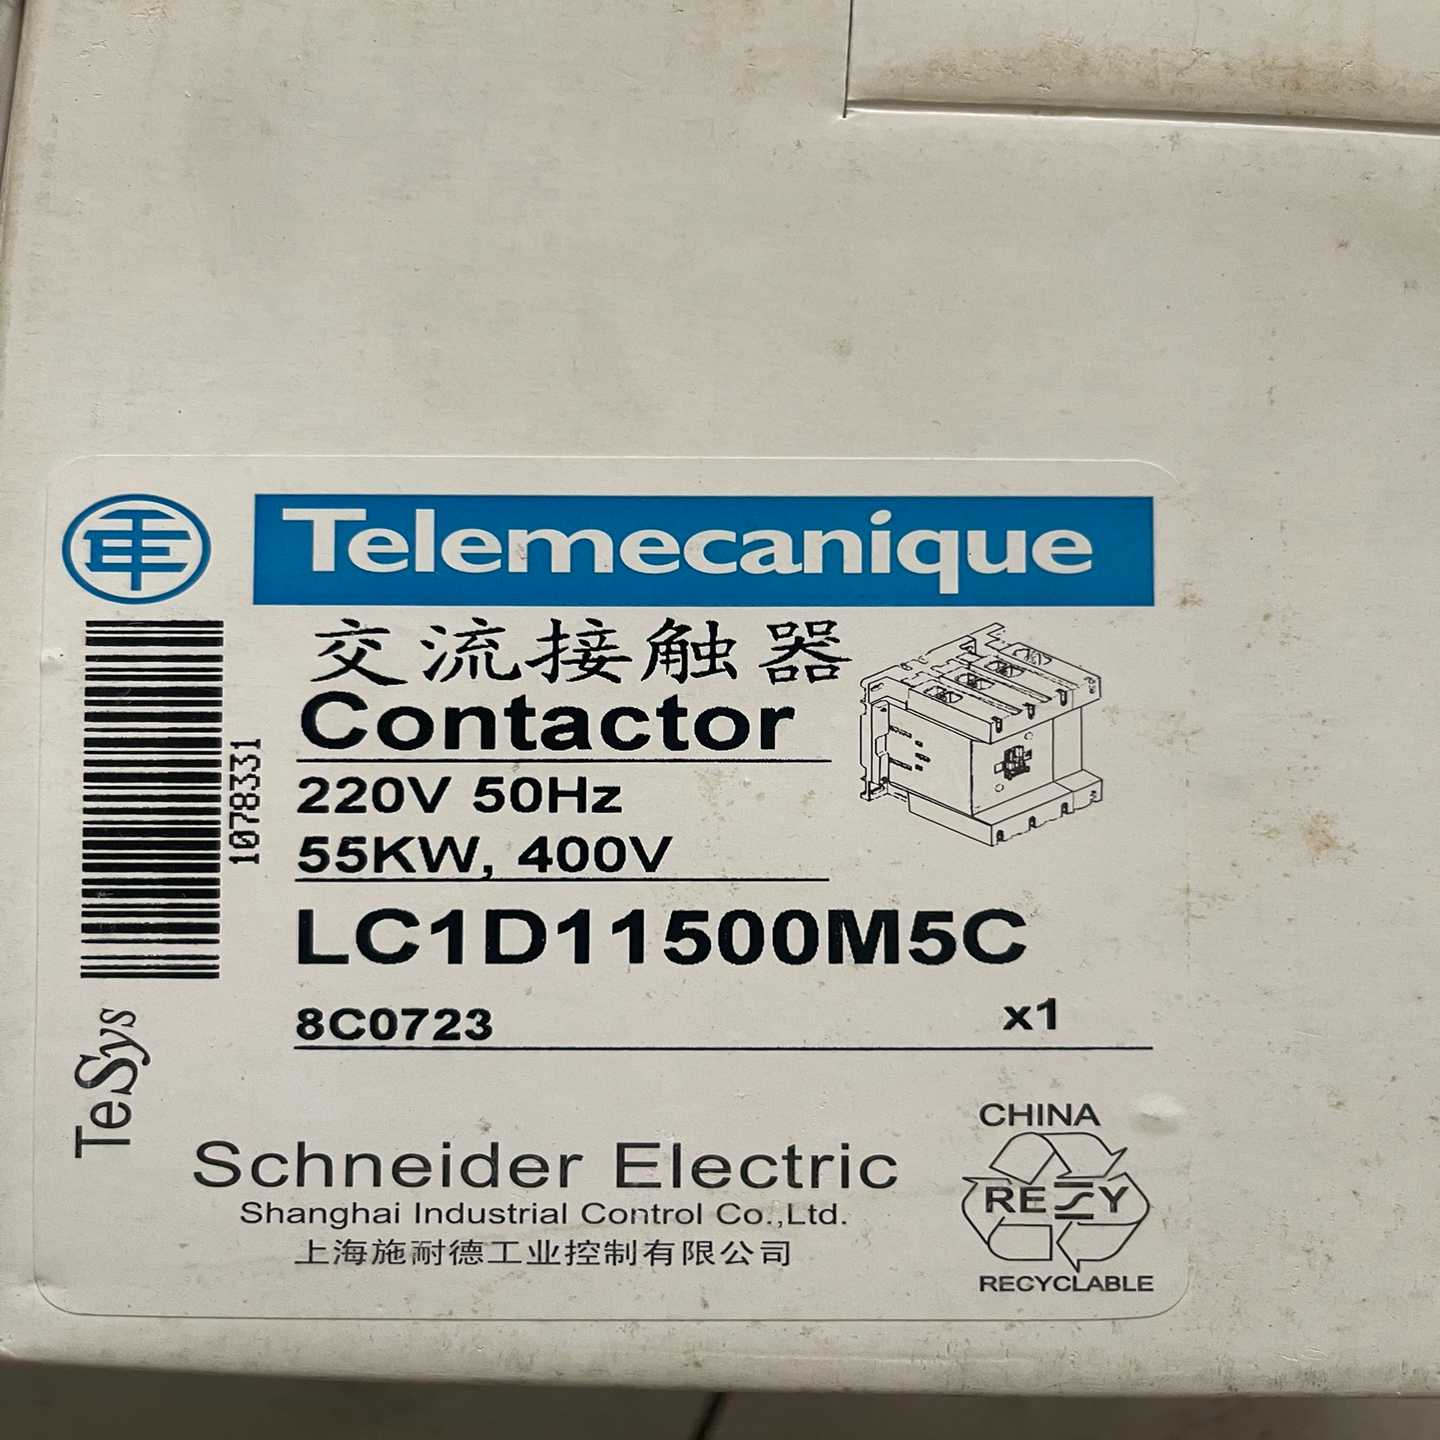 Telemecanique
交流接触器
Contactor
220V 50Hz
55KW, 400V
LC1D11500M5C
8C0723 x1
1078331
TeSys
Schneider Electric
Shanghai Industrial Control Co.,Ltd.
上海施耐德工业控制有限公司
CHINA
RESY
RECYCLABLE